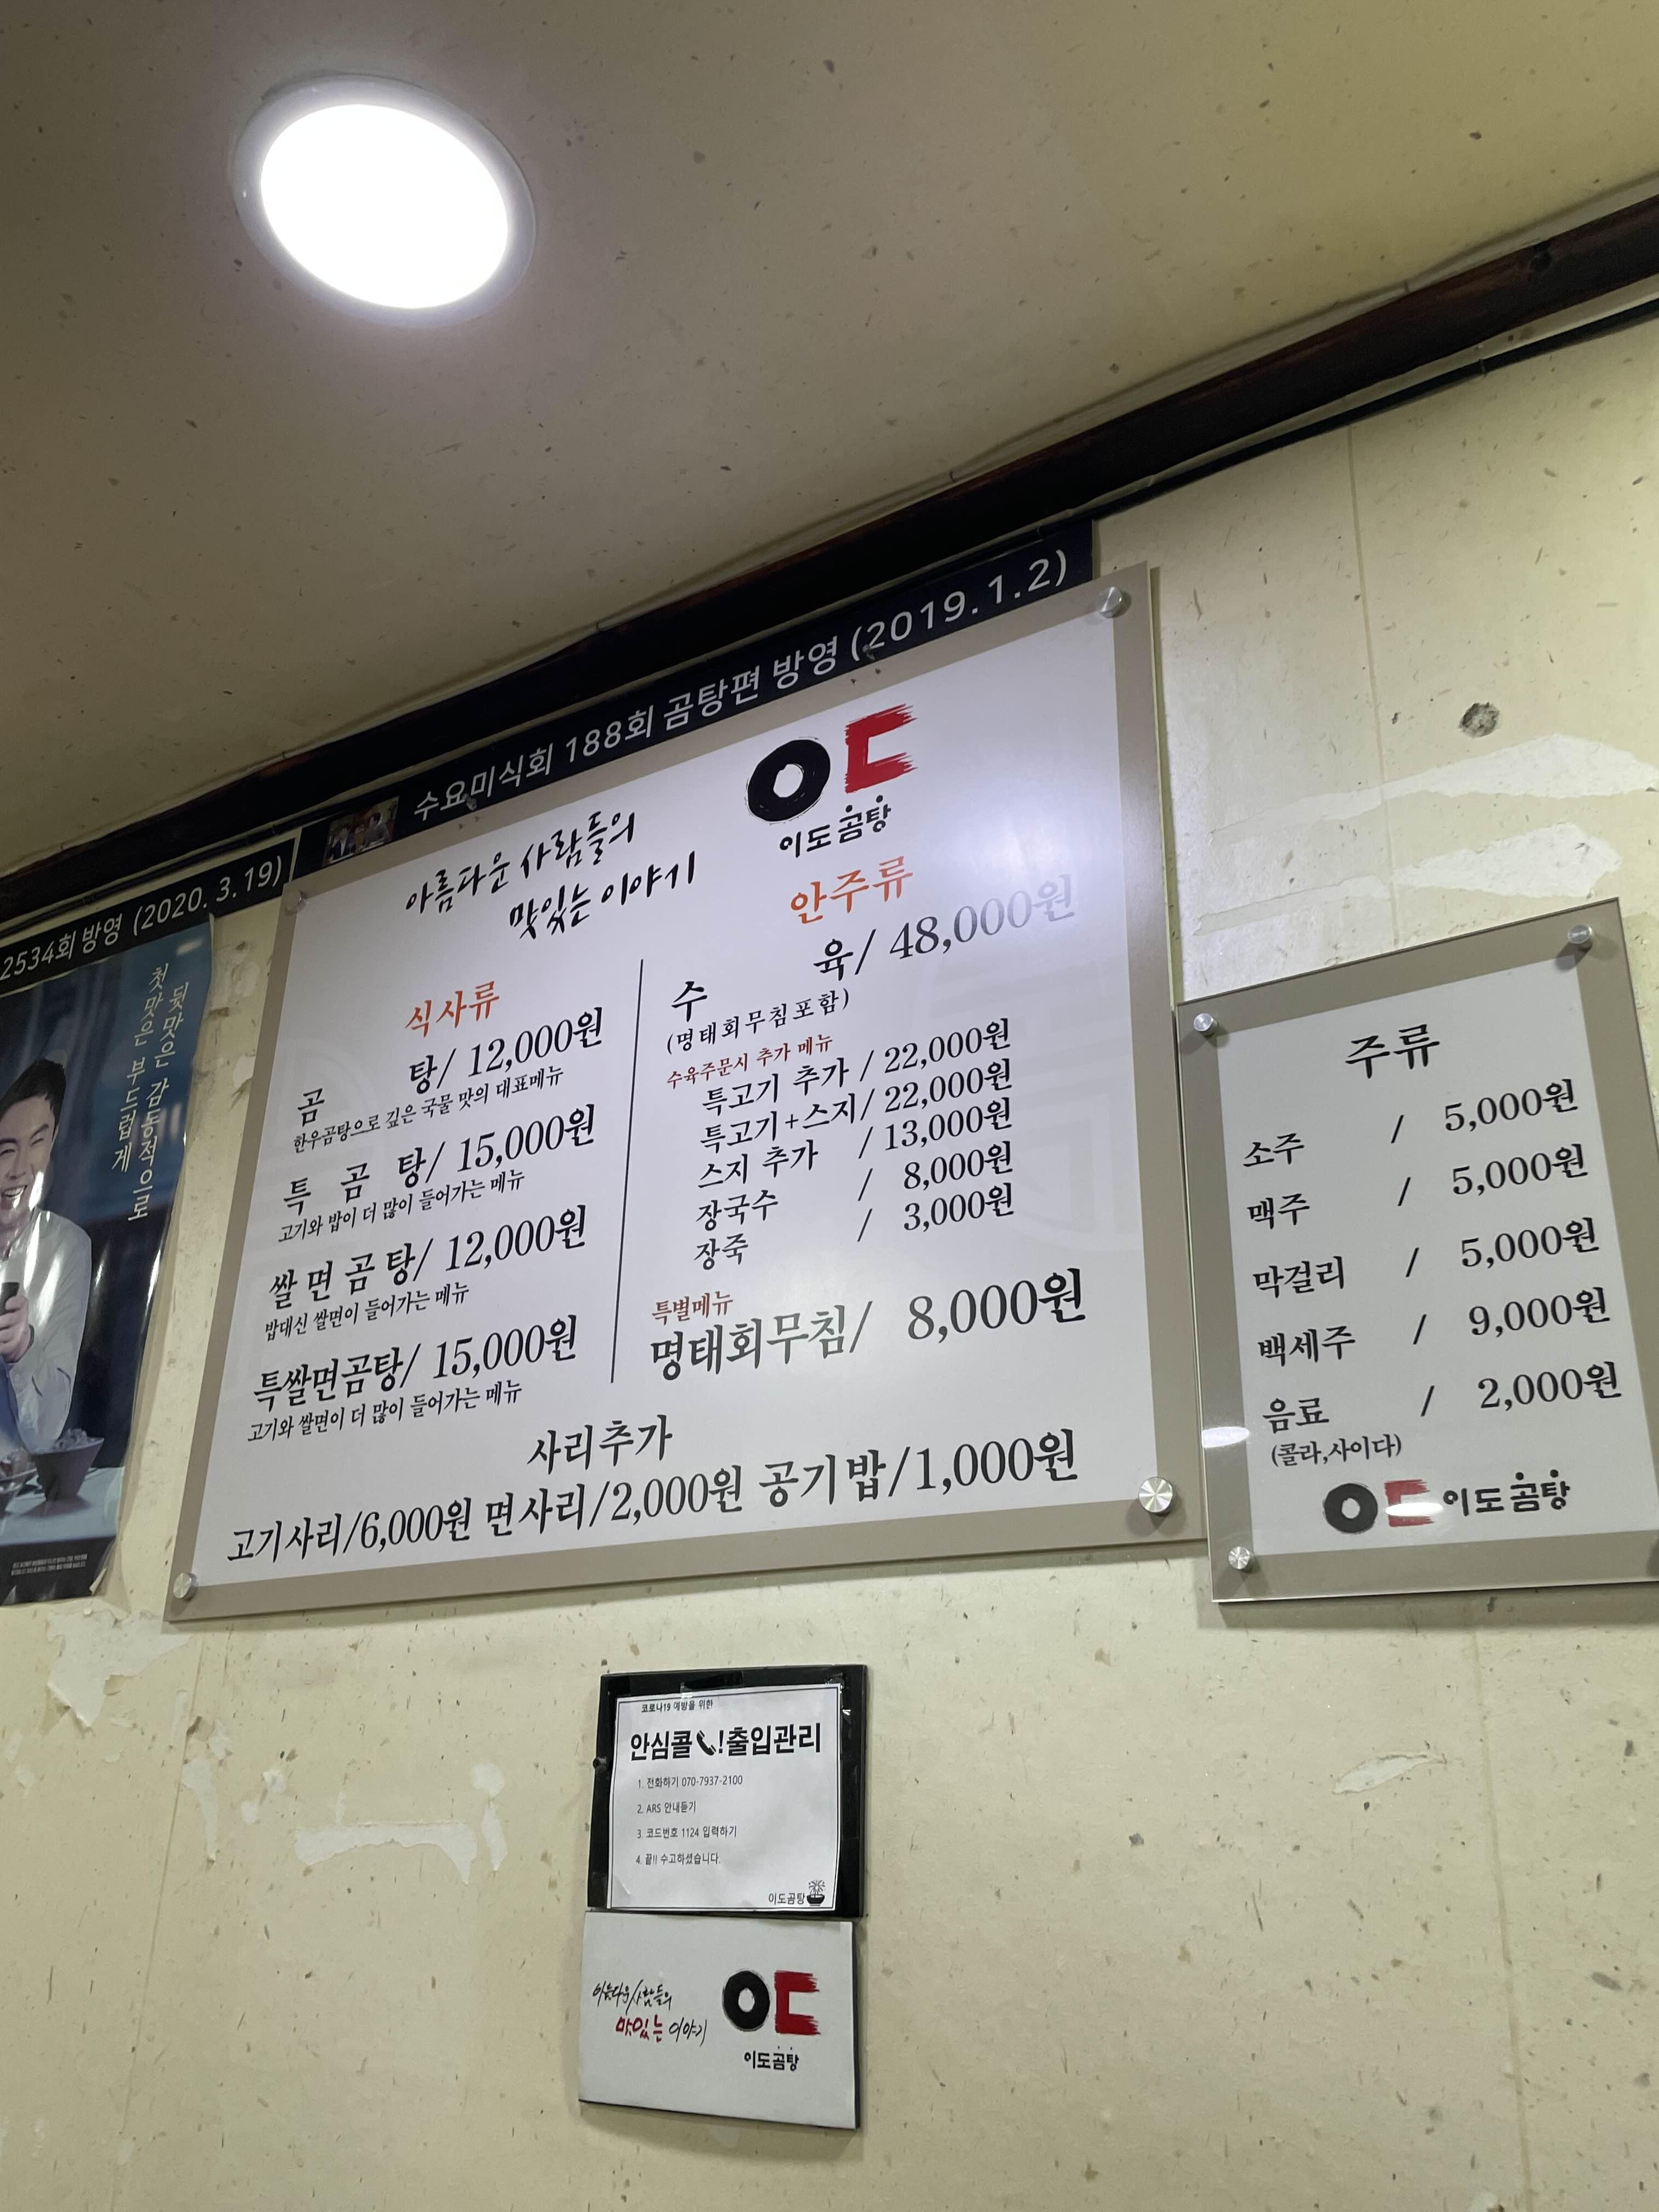 수요미식회 188회 곰탕편 방영 (2019.1.2)
2534회 방영 (2020. 3.19)
첫맛은 부드럽게
뒷맛은 감동적으로
아름다운 사람들의
맛있는 이야기
이도곰탕
식사류
곰 탕/ 12,000원
한우곰탕으로 깊은 국물 맛의 대표메뉴
특 곰 탕/ 15,000원
고기와 밥이 더 많이 들어가는 메뉴
쌀 면 곰 탕/ 12,000원
밥대신 쌀면이 들어가는 메뉴
특쌀면곰탕/ 15,000원
고기와 쌀면이 더 많이 들어가는 메뉴
안주류
수 육/ 48,000원
(명태회무침포함)
수육주문시 추가 메뉴
특고기 추가 / 22,000원
특고기+스지/ 22,000원
스지 추가 / 13,000원
장국수 / 8,000원
장죽 / 3,000원
특별메뉴
명태회무침/ 8,000원
사리추가
고기사리/6,000원 면사리/2,000원 공기밥/1,000원
주류
소주 / 5,000원
맥주 / 5,000원
막걸리 / 5,000원
백세주 / 9,000원
음료 / 2,000원
(콜라,사이다)
이도곰탕
코로나19 예방을 위한
안심콜 !출입관리
1. 전화하기 070-7937-2100
2. ARS 안내듣기
3. 코드번호 1124 입력하기
4. 끝!! 수고하셨습니다.
이도곰탕
아름다운 사람들의
맛있는 이야기
이도곰탕